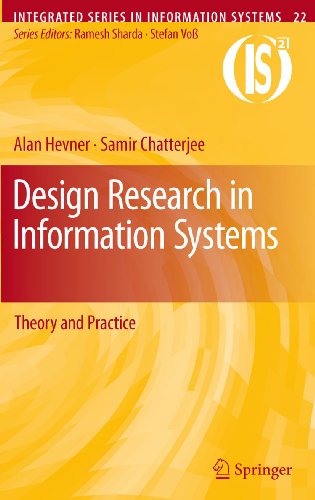 INTEGRATED SERIES IN INFORMATION SYSTEMS 22
Series Editors: Ramesh Sharda · Stefan Voß
IS 2
Alan Hevner · Samir Chatterjee
Design Research in
Information Systems
Theory and Practice
Springer